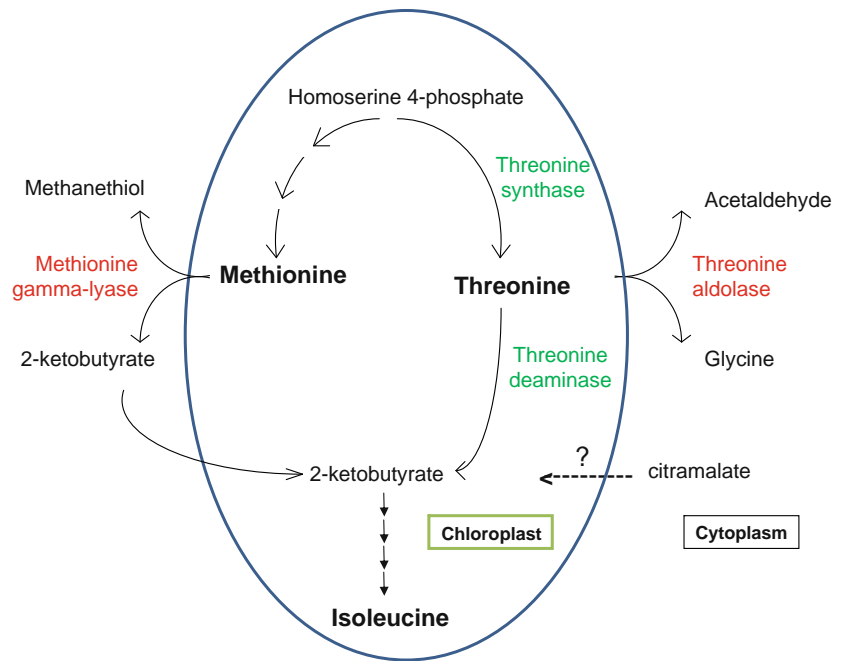 Homoserine 4-phosphate
Threonine
synthase
Methanethiol
Acetaldehyde
Methionine
gamma-lyase
Methionine
Threonine
Threonine
aldolase
2-ketobutyrate
Threonine
deaminase
Glycine
2-ketobutyrate
?
citramalate
Chloroplast
Cytoplasm
Isoleucine